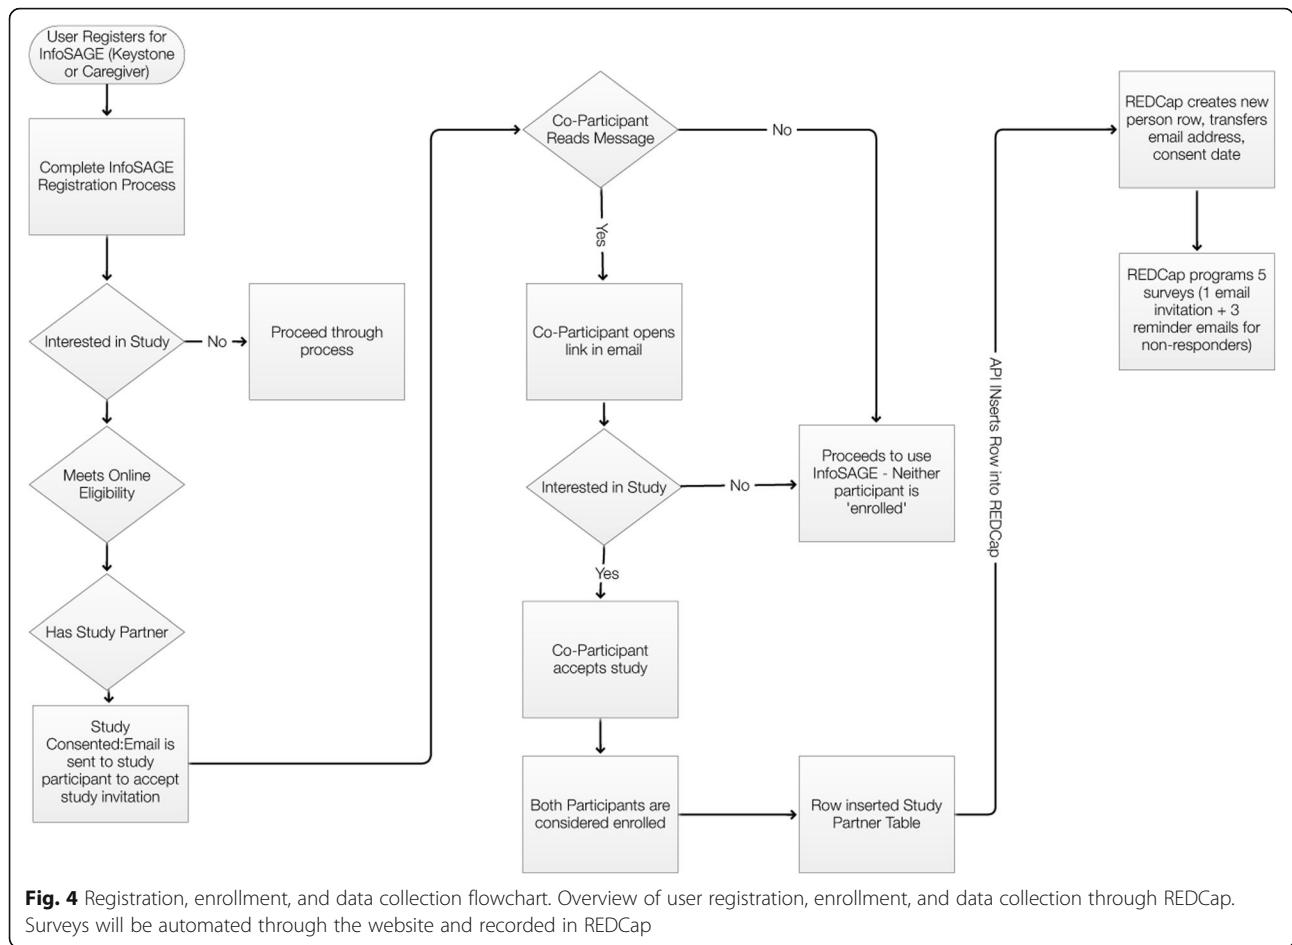 User Registers for
InfoSAGE (Keystone
or Caregiver)
Complete InfoSAGE
Registration Process
Interested in Study
No
Proceed through
process
Meets Online
Eligibility
Has Study Partner
Study
Consented:Email is
sent to study
participant to accept
study invitation
Co-Participant
Reads Message
No
Yes
Co-Participant opens
link in email
Interested in Study
No
Proceeds to use
InfoSAGE - Neither
participant is
'enrolled'
Yes
Co-Participant
accepts study
Both Participants are
considered enrolled
Row inserted Study
Partner Table
API INserts Row into REDCap
REDCap creates new
person row, transfers
email address,
consent date
REDCap programs 5
surveys (1 email
invitation + 3
reminder emails for
non-responders)
Fig. 4 Registration, enrollment, and data collection flowchart. Overview of user registration, enrollment, and data collection through REDCap.
Surveys will be automated through the website and recorded in REDCap